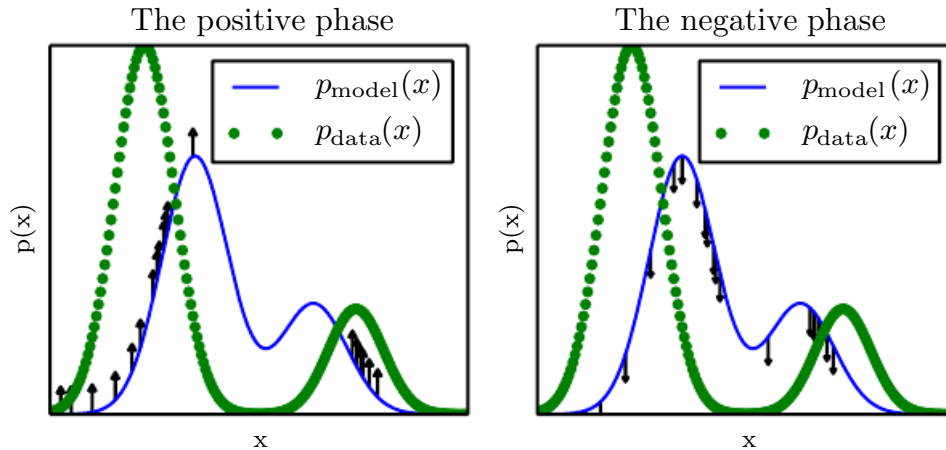 The positive phase
p_model(x)
p_data(x)
p(x)
x
The negative phase
p_model(x)
p_data(x)
p(x)
x